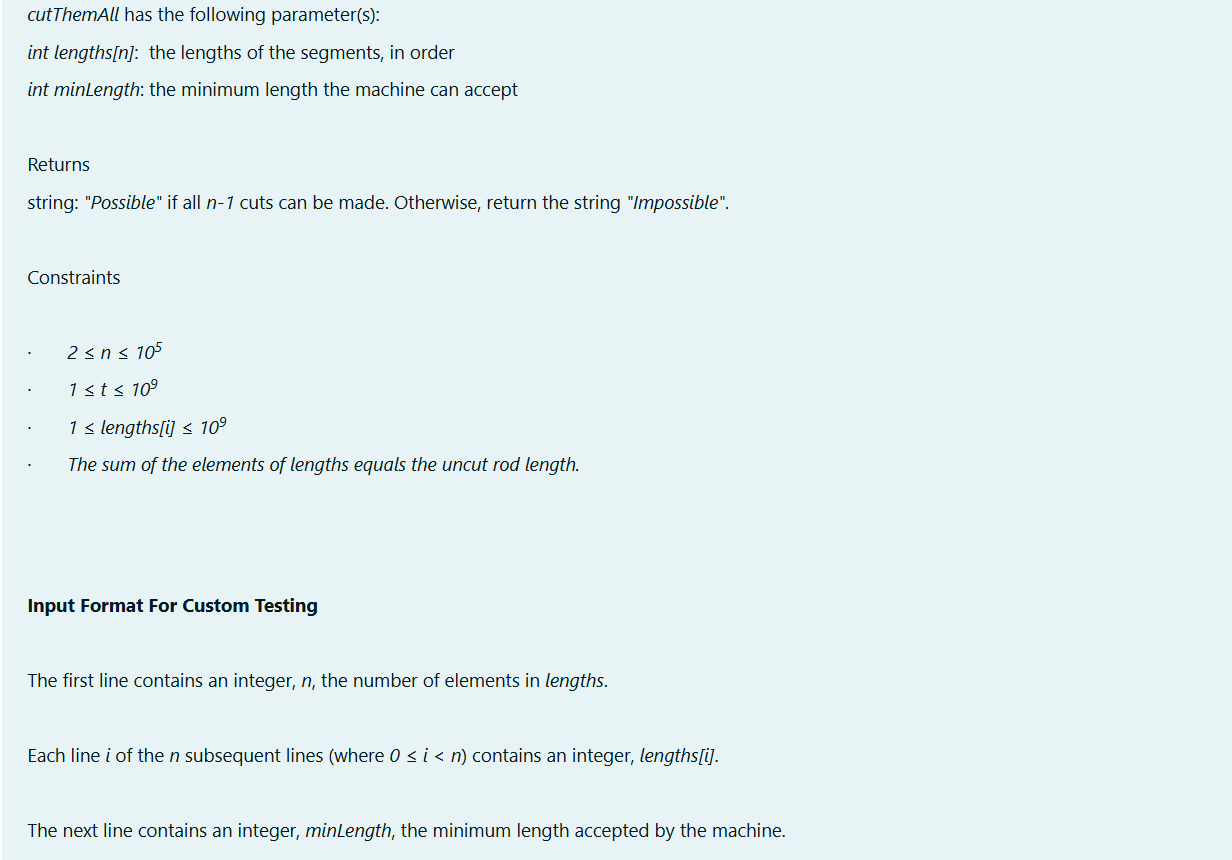 cutThemAll has the following parameter(s):
int lengths[n]: the lengths of the segments, in order
int minLength: the minimum length the machine can accept
Returns
string: "Possible" if all n-1 cuts can be made. Otherwise, return the string "Impossible".
Constraints
· 2 ≤ n ≤ 10⁵
· 1 ≤ t ≤ 10⁹
· 1 ≤ lengths[i] ≤ 10⁹
· The sum of the elements of lengths equals the uncut rod length.
Input Format For Custom Testing
The first line contains an integer, n, the number of elements in lengths.
Each line i of the n subsequent lines (where 0 ≤ i < n) contains an integer, lengths[i].
The next line contains an integer, minLength, the minimum length accepted by the machine.